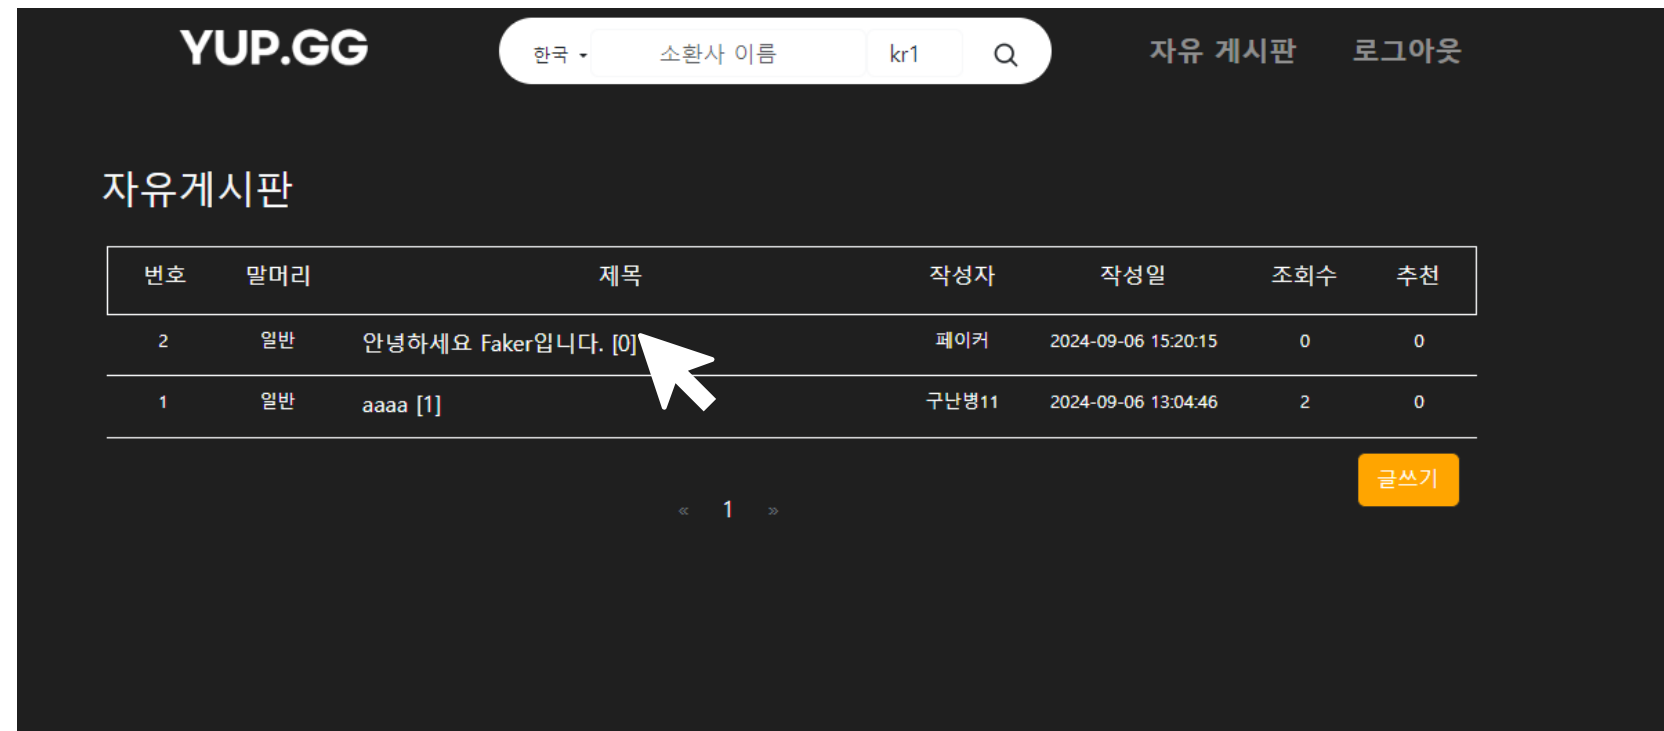 YUP.GG 한국 소환사 이름 kr1 자유 게시판 로그아웃
자유게시판
번호 말머리 제목 작성자 작성일 조회수 추천
2 일반 안녕하세요 Faker입니다. [0] 페이커 2024-09-06 15:20:15 0 0
1 일반 aaaa [1] 구난병11 2024-09-06 13:04:46 2 0
글쓰기
« 1 »